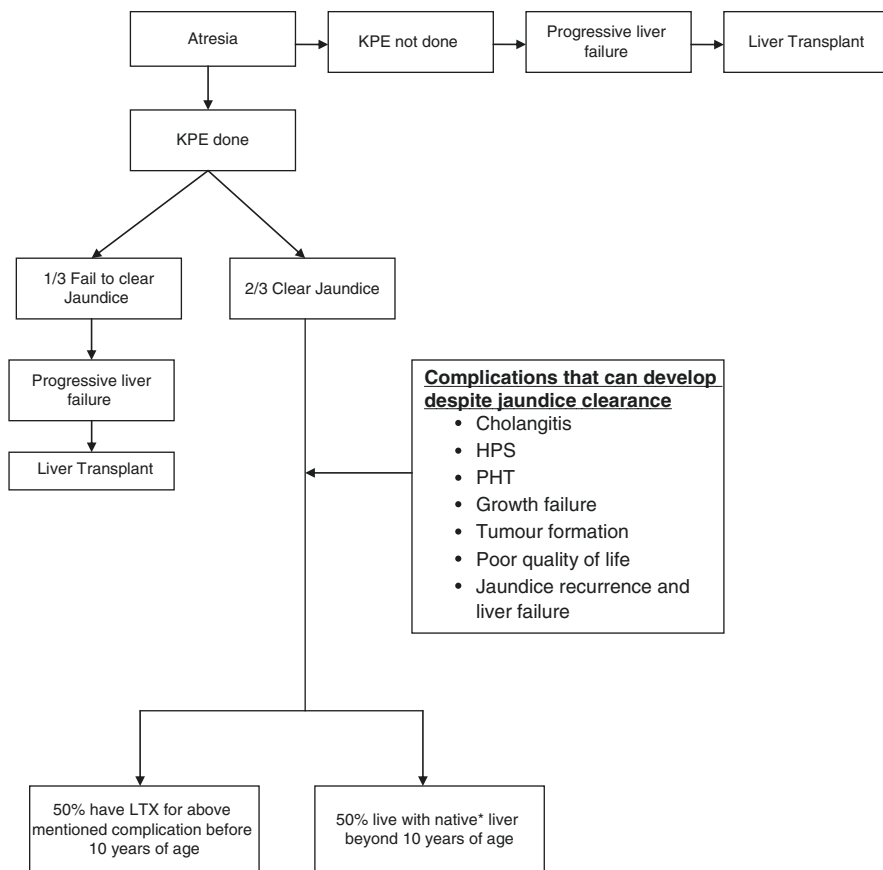 Atresia
KPE not done
Progressive liver
failure
Liver Transplant
KPE done
1/3 Fail to clear
Jaundice
2/3 Clear Jaundice
Progressive liver
failure
Liver Transplant
Complications that can develop
despite jaundice clearance
• Cholangitis
• HPS
• PHT
• Growth failure
• Tumour formation
• Poor quality of life
• Jaundice recurrence and
liver failure
50% have LTX for above
mentioned complication before
10 years of age
50% live with native* liver
beyond 10 years of age